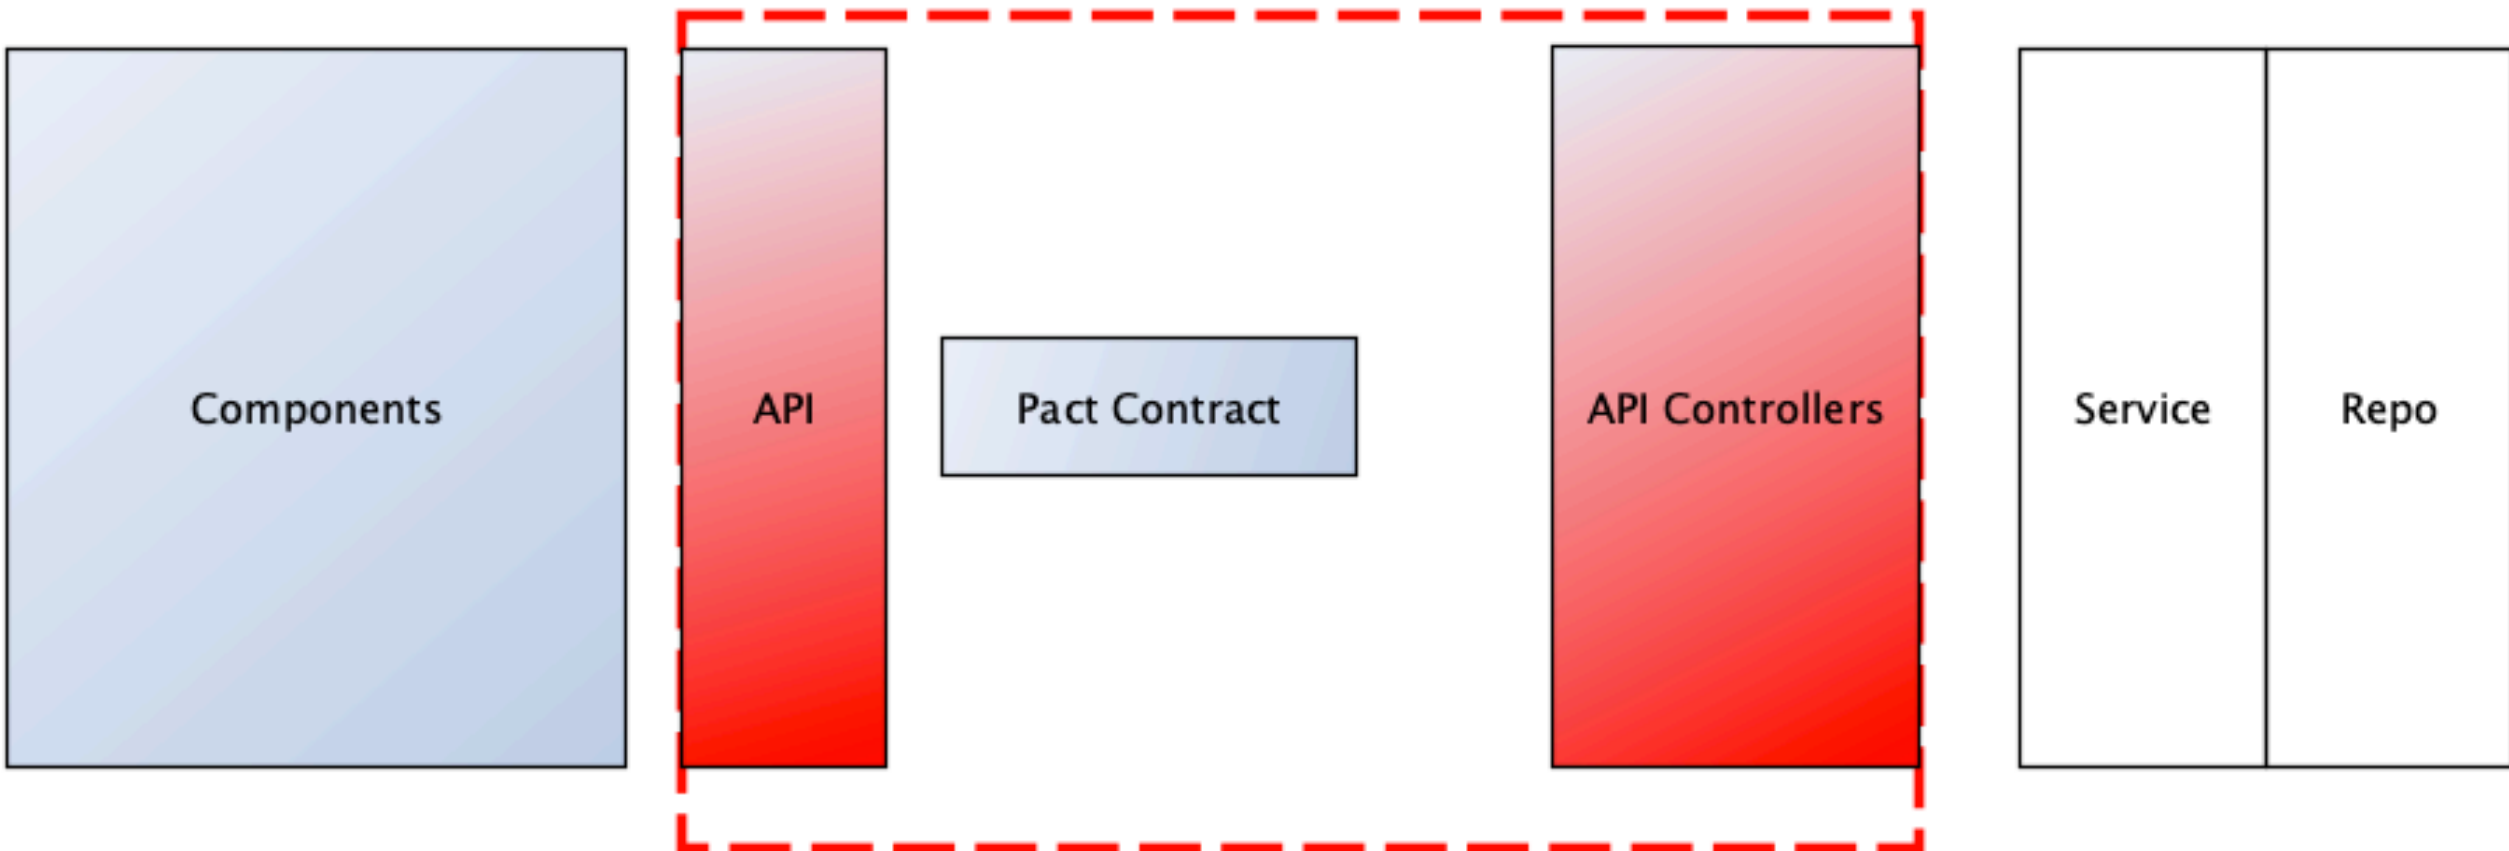 Components
API
Pact Contract
API Controllers
Service
Repo